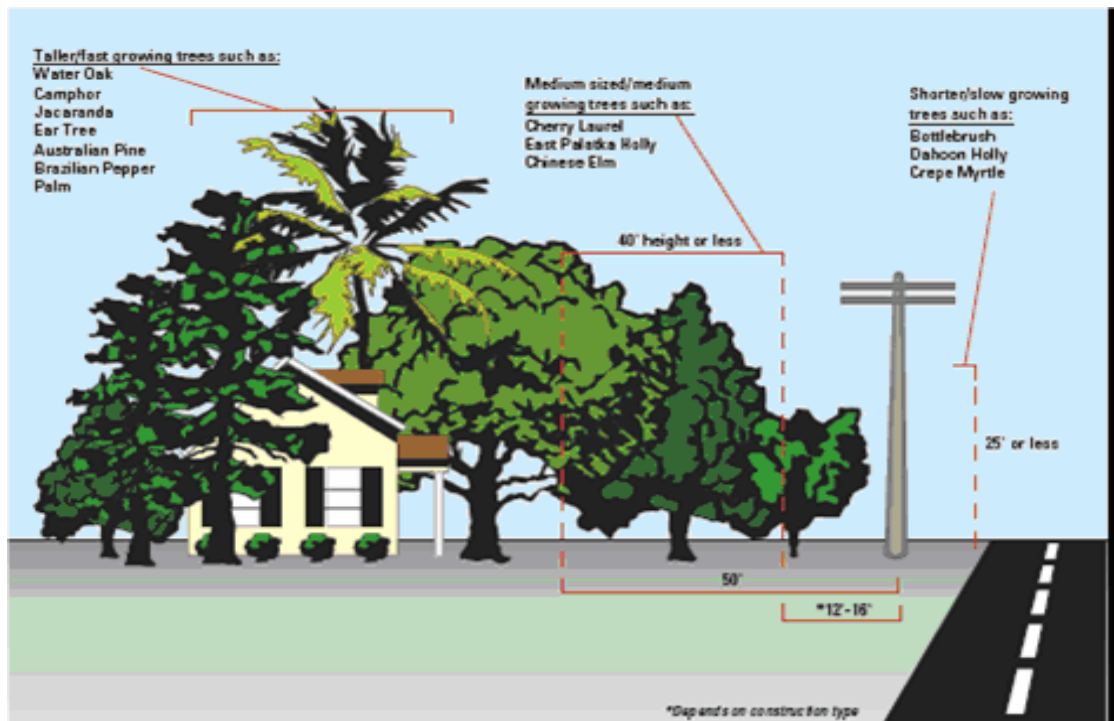 Taller/fast growing trees such as:
Water Oak
Camphor
Jacaranda
Ear Tree
Australian Pine
Brazilian Pepper
Palm
Medium sized/medium
growing trees such as:
Cherry Laurel
East Palatka Holly
Chinese Elm
Shorter/slow growing
trees such as:
Bottlebrush
Dahoon Holly
Crepe Myrtle
40' height or less
25' or less
50'
*12'-16'
*Depends on construction type